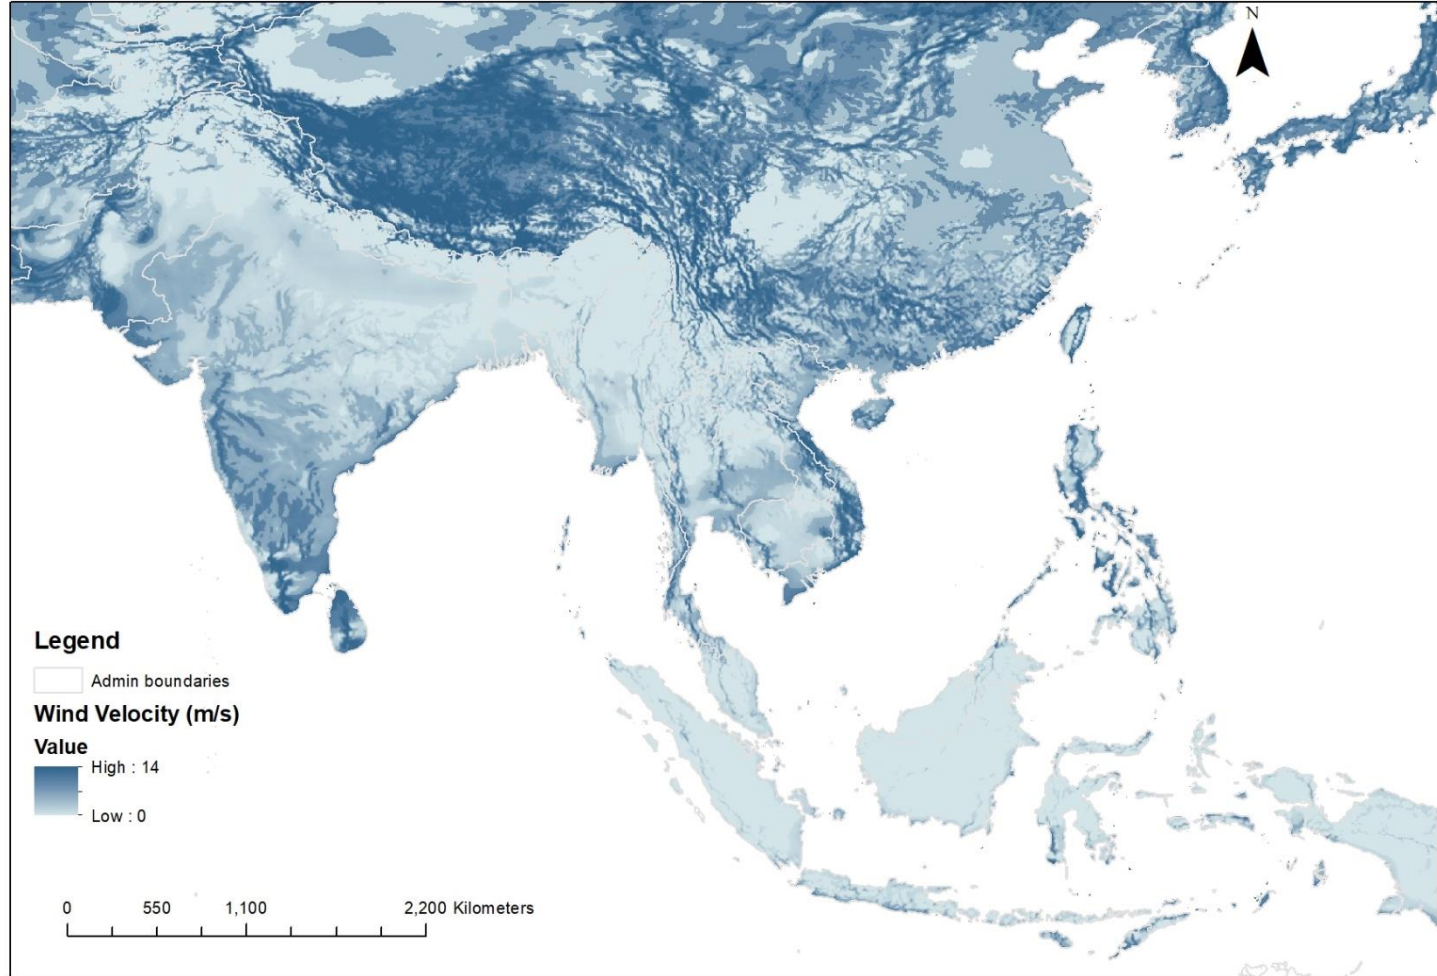 N
Legend
Admin boundaries
Wind Velocity (m/s)
Value
High : 14
Low : 0
0 550 1,100 2,200 Kilometers